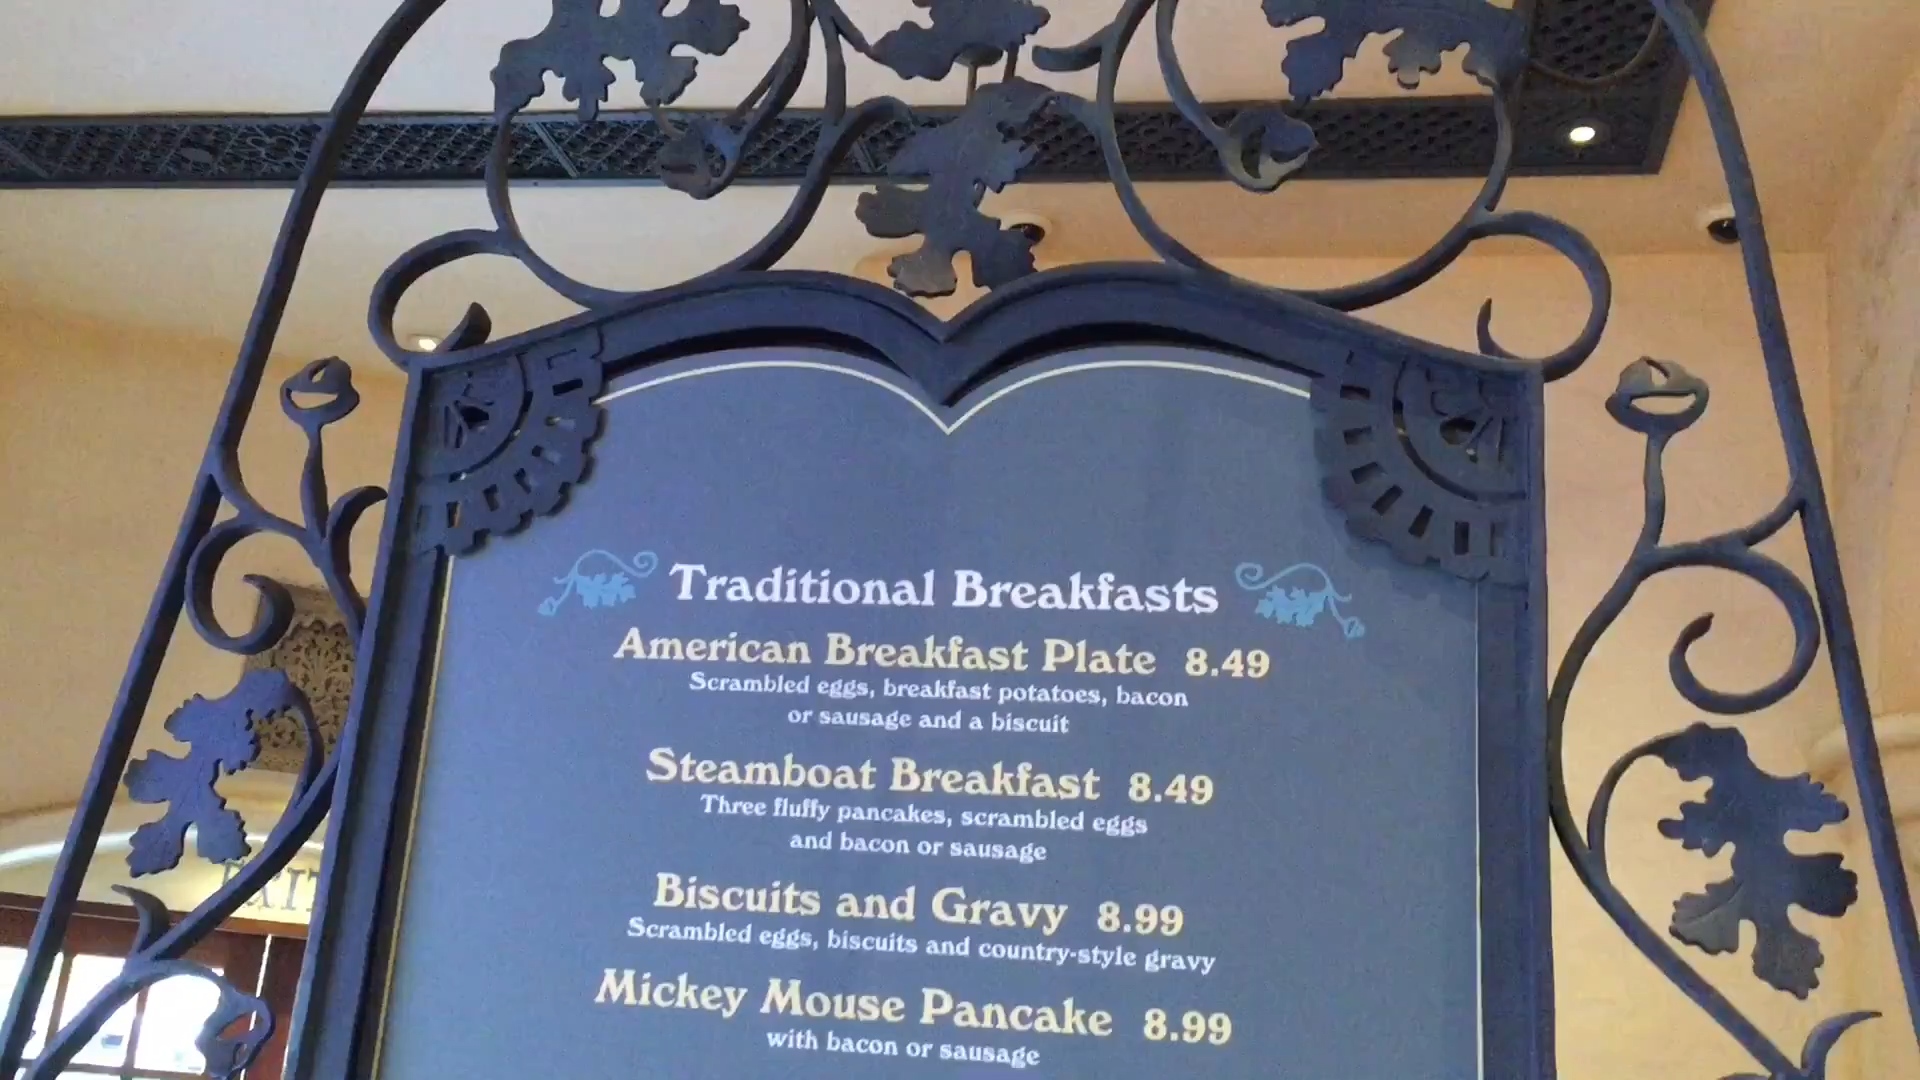 Traditional Breakfasts
American Breakfast Plate 8.49
Scrambled eggs, breakfast potatoes, bacon
or sausage and a biscuit
Steamboat Breakfast 8.49
Three fluffy pancakes, scrambled eggs
and bacon or sausage
Biscuits and Gravy 8.99
Scrambled eggs, biscuits and country-style gravy
Mickey Mouse Pancake 8.99
with bacon or sausage
EXIT